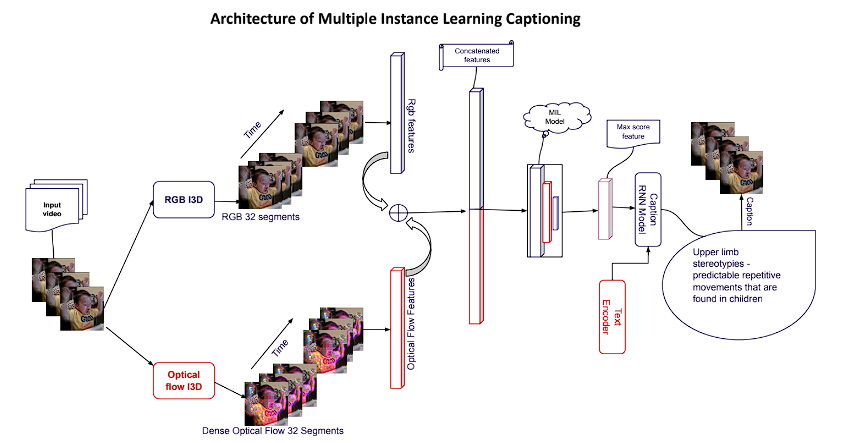 Architecture of Multiple Instance Learning Captioning
Concatenated
features
Rgb features
MIL
Model
Max score
feature
Time
Input
video
RGB I3D
RGB 32 segments
Caption
RNN Model
Caption
Upper limb
stereotypies -
predictable repetitive
movements that are
found in children
Text
Encoder
Optical Flow Features
Time
Optical
flow I3D
Dense Optical Flow 32 Segments